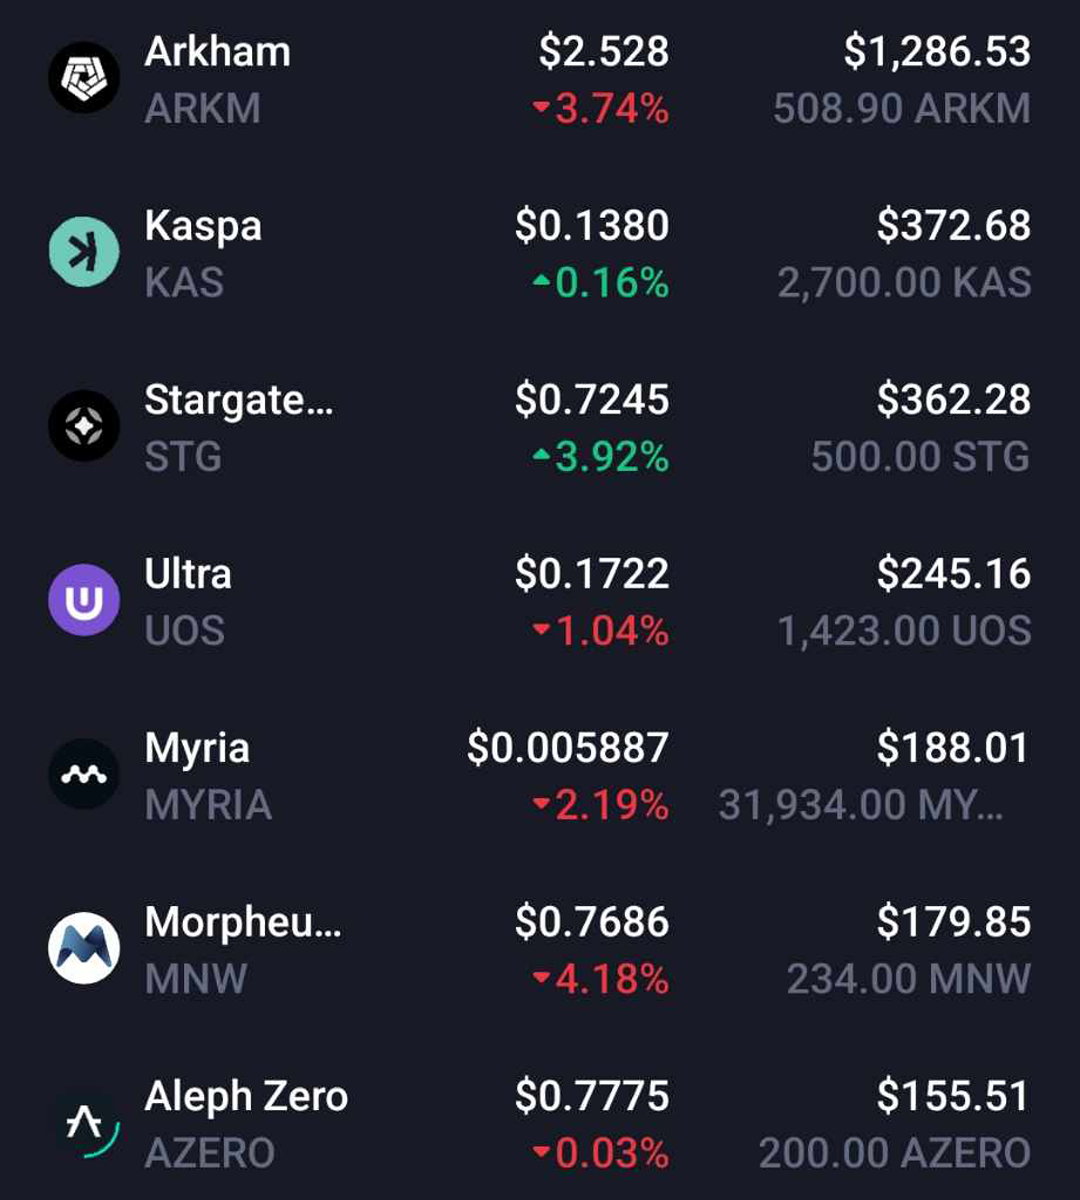 Arkham $2.528 $1,286.53
ARKM 3.74% 508.90 ARKM
Kaspa $0.1380 $372.68
KAS 0.16% 2,700.00 KAS
Stargate... $0.7245 $362.28
STG 3.92% 500.00 STG
Ultra $0.1722 $245.16
UOS 1.04% 1,423.00 UOS
Myria $0.005887 $188.01
MYRIA 2.19% 31,934.00 MY...
Morpheu... $0.7686 $179.85
MNW 4.18% 234.00 MNW
Aleph Zero $0.7775 $155.51
AZERO 0.03% 200.00 AZERO